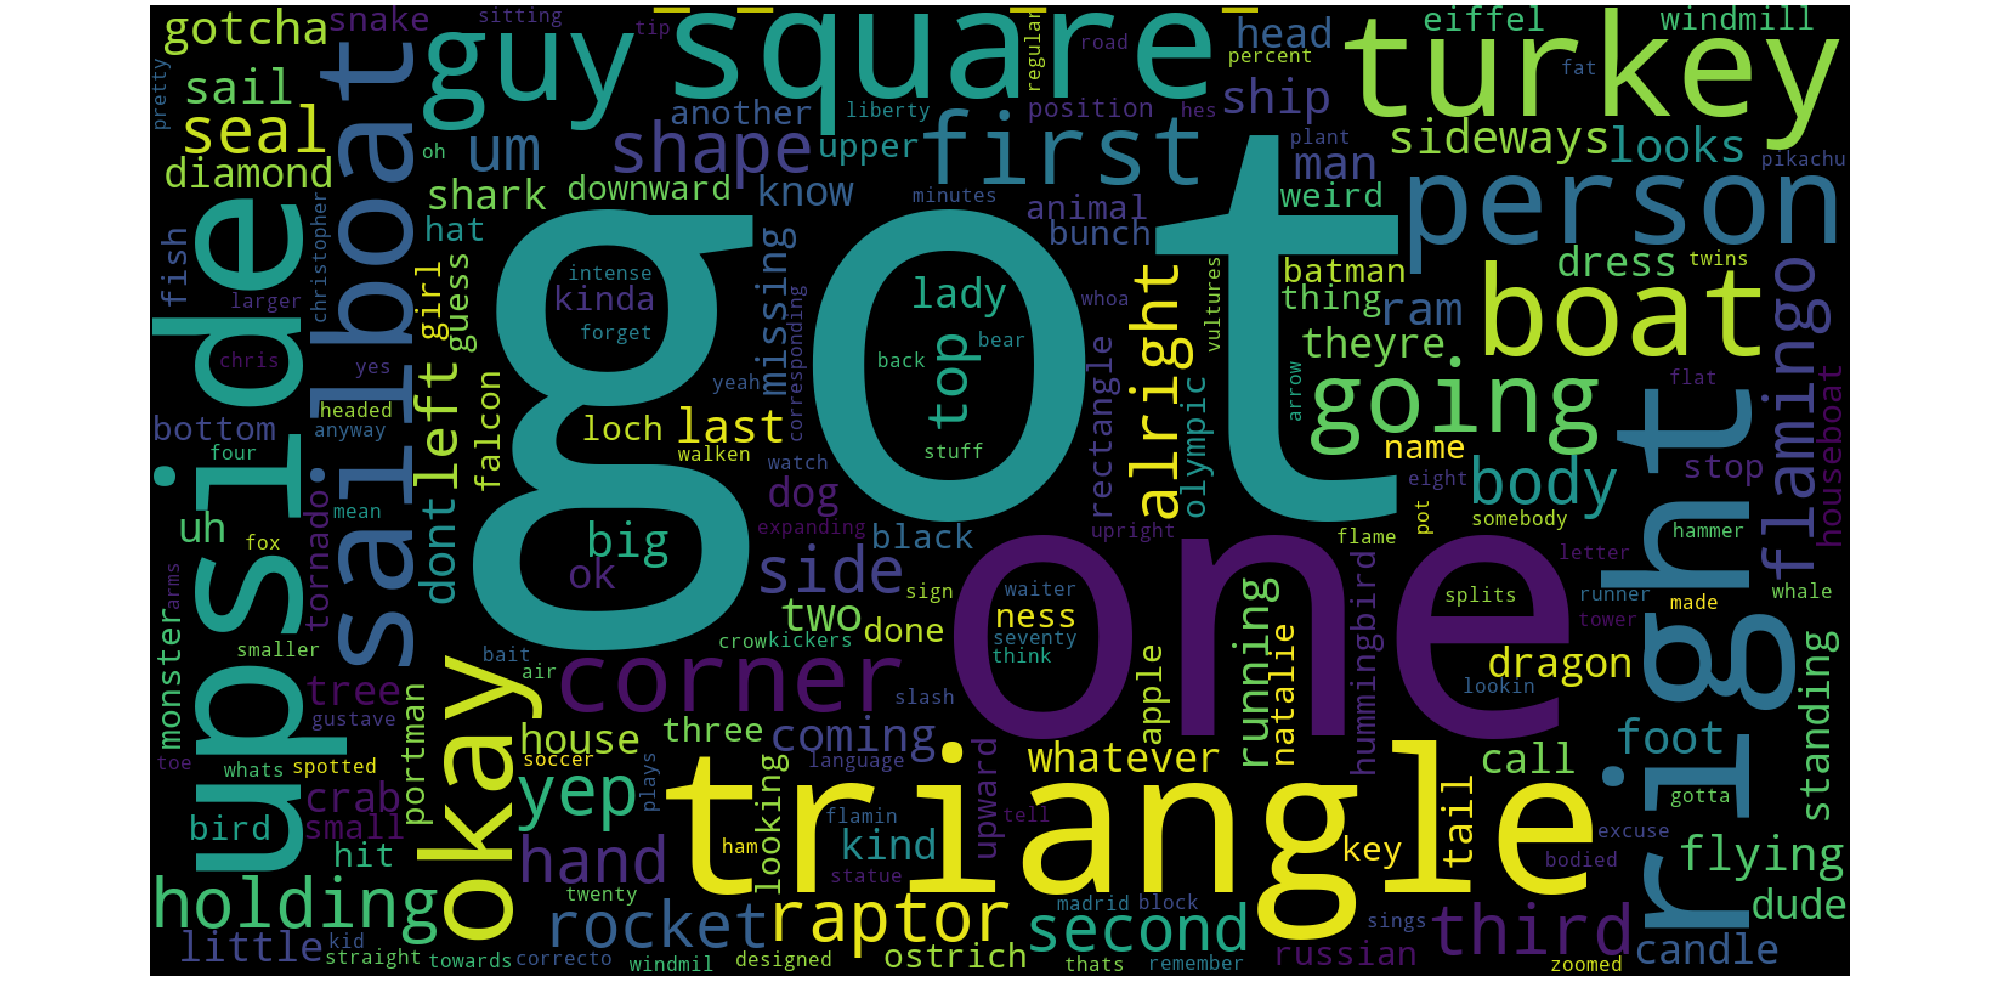 gotcha
snake
sitting
tip
square
regular
road
head
percent
eiffel
windmill
pretty
sail
guy
turkey
fat
seal
another
liberty
position
hes
ship
diamond
oh
um
shape
upper
first
plant
man
sideways
looks
pikachu
shark
downward
know
minutes
animal
weird
person
hat
bunch
fish
christopher
girl
guess
intense
missing
got
lady
whoa
vultures
batman
dress
twins
larger
kinda
thing
ram
boat
flamingo
upside
sailboat
forget
corresponding
back
top
bear
rectangle
alright
theyre
chris
yes
left
falcon
yeah
olympic
arrow
going
flat
houseboat
bottom
headed
anyway
loch
last
walken
stuff
name
stop
four
watch
dog
eight
body
tornado
mean
dont
expanding
pot
somebody
uh
fox
big
black
upright
flame
hammer
right
ok
side
one
letter
arms
sign
waiter
splits
runner
whale
monster
two
done
ness
made
tower
smaller
crow
kickers
seventy
think
running
natalie
hummingbird
bait
air
corner
apple
dragon
lookin
standing
tree
slash
gustave
okay
house
three
coming
upward
whatever
call
foot
toe
whats
spotted
portman
soccer
plays
looking
language
crab
yep
triangle
tail
gotta
bird
small
flamin
tell
excuse
hit
hand
ham
kind
key
bodied
flying
statue
holding
twenty
rocket
raptor
madrid
block
second
sings
third
dude
little
kid
straight
towards
correcto
windmil
designed
ostrich
thats
remember
russian
zoomed
candle